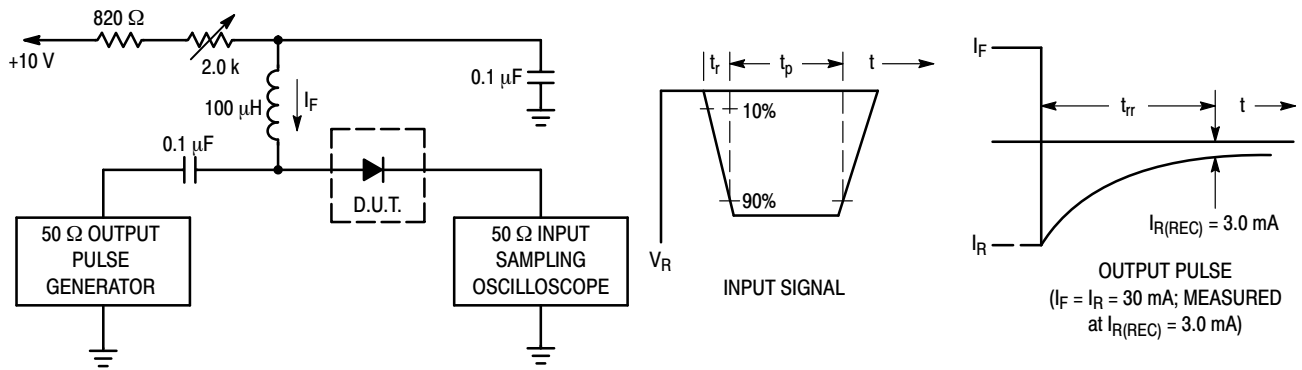 820 Ω
+10 V
2.0 k
100 μH
I_F
0.1 μF
0.1 μF
D.U.T.
50 Ω OUTPUT
PULSE
GENERATOR
50 Ω INPUT
SAMPLING
OSCILLOSCOPE
t_r
t_p
t
10%
90%
V_R
INPUT SIGNAL
I_F
t_rr
t
I_R
I_R(REC) = 3.0 mA
OUTPUT PULSE
(I_F = I_R = 30 mA; MEASURED
at I_R(REC) = 3.0 mA)